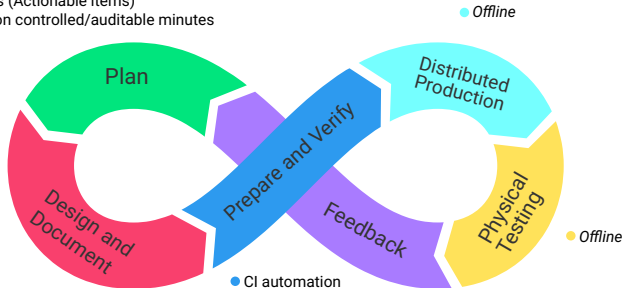 (Actionable items)
controlled/auditable minutes
Offline
Plan
Distributed
Production
Prepare and Verify
Design and
Document
Feedback
Physical
Testing
Offline
CI automation